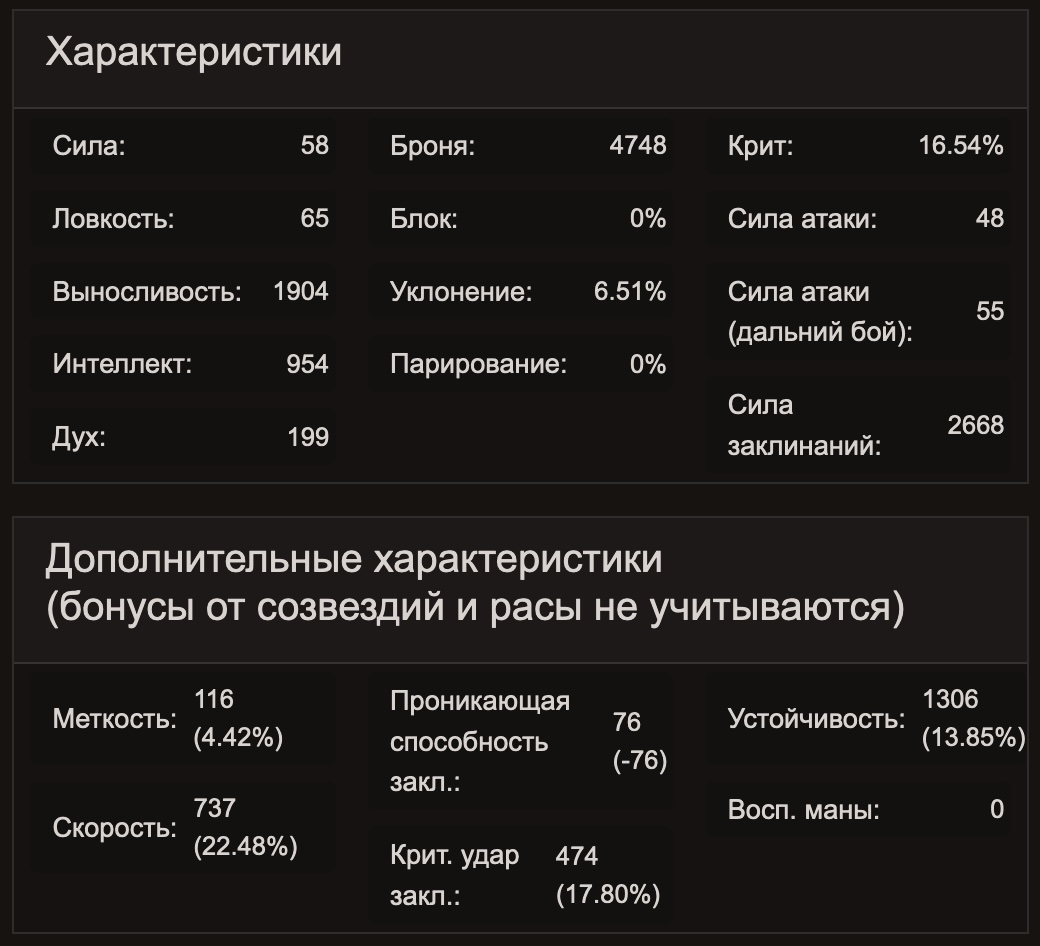 Характеристики
Сила: 58
Ловкость: 65
Выносливость: 1904
Интеллект: 954
Дух: 199
Броня: 4748
Блок: 0%
Уклонение: 6.51%
Парирование: 0%
Крит: 16.54%
Сила атаки: 48
Сила атаки
(дальний бой): 55
Сила
заклинаний: 2668
Дополнительные характеристики
(бонусы от созвездий и расы не учитываются)
Меткость: 116
(4.42%)
Скорость: 737
(22.48%)
Проникающая
способность 76
закл.: (-76)
Крит. удар 474
закл.: (17.80%)
Устойчивость: 1306
(13.85%)
Восп. маны: 0